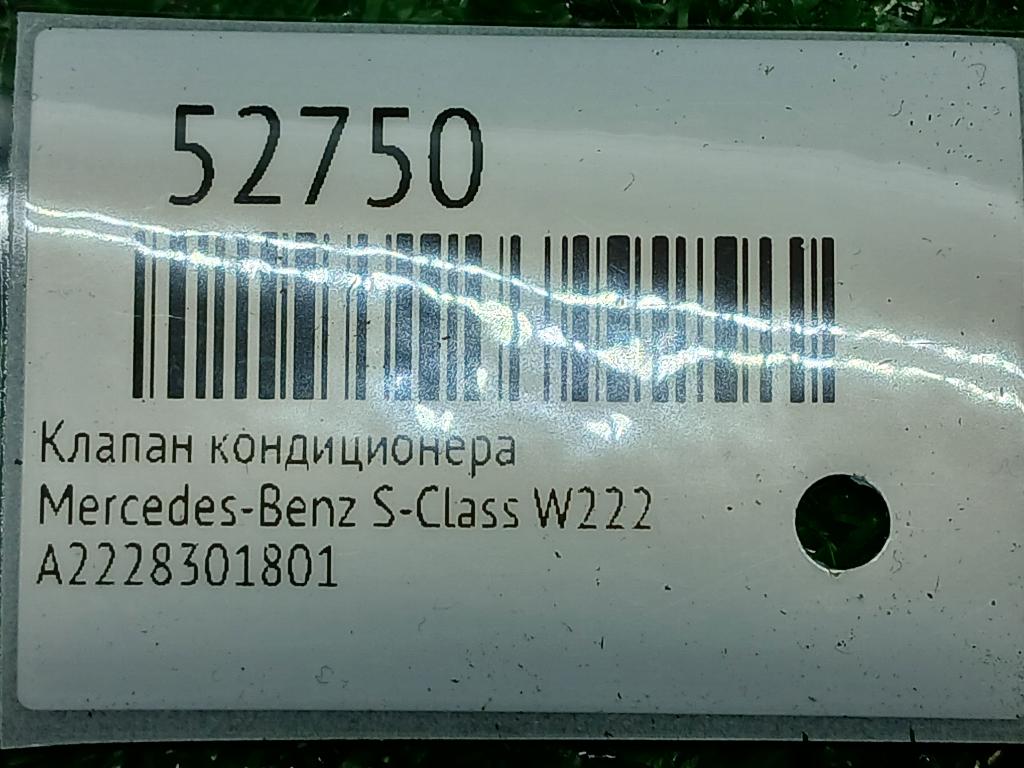 52750
Клапан кондиционера
Mercedes-Benz S-Class W222
A2228301801